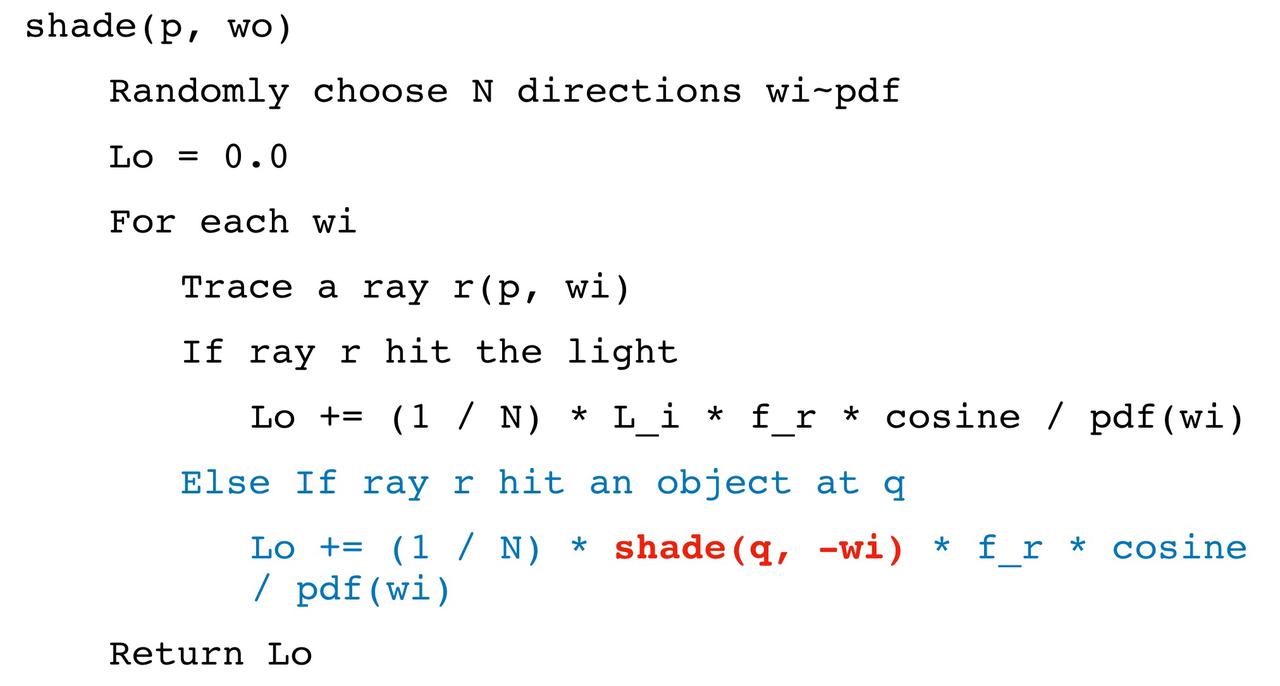 shade(p, wo)
Randomly choose N directions wi~pdf
Lo = 0.0
For each wi
Trace a ray r(p, wi)
If ray r hit the light
Lo += (1 / N) * L_i * f_r * cosine / pdf(wi)
Else If ray r hit an object at q
Lo += (1 / N) * shade(q, -wi) * f_r * cosine
/ pdf(wi)
Return Lo